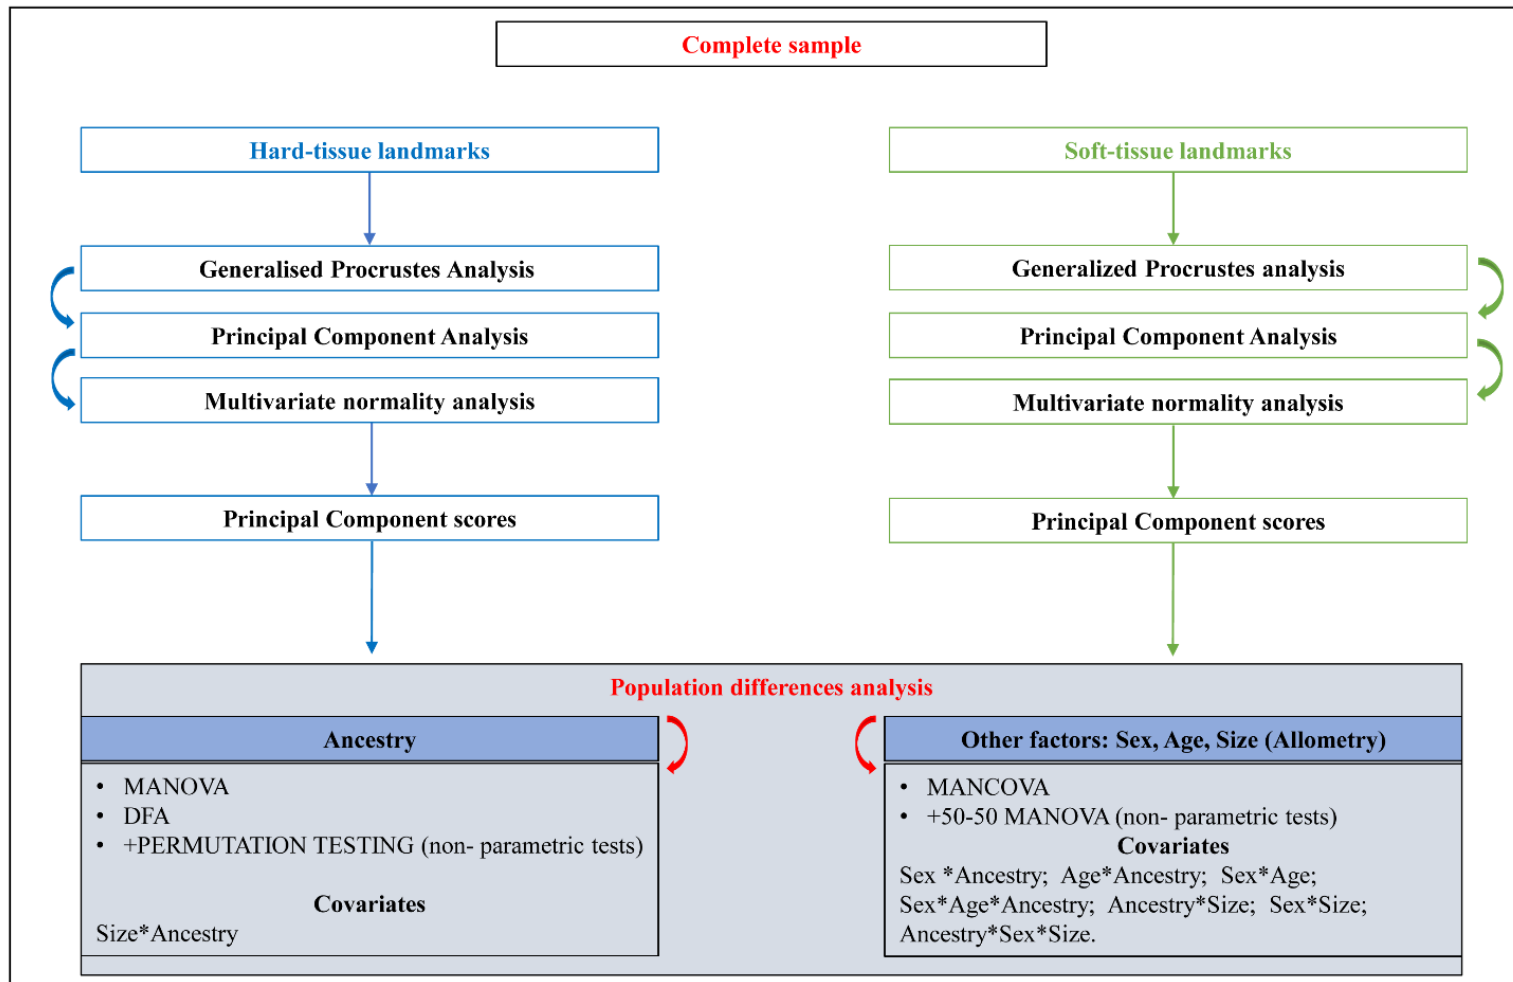 Complete sample
Hard-tissue landmarks
Generalised Procrustes Analysis
Principal Component Analysis
Multivariate normality analysis
Principal Component scores
Soft-tissue landmarks
Generalized Procrustes analysis
Principal Component Analysis
Multivariate normality analysis
Principal Component scores
Population differences analysis
Ancestry
• MANOVA
• DFA
• +PERMUTATION TESTING (non- parametric tests)
Covariates
Size*Ancestry
Other factors: Sex, Age, Size (Allometry)
• MANCOVA
• +50-50 MANOVA (non- parametric tests)
Covariates
Sex *Ancestry; Age*Ancestry; Sex*Age;
Sex*Age*Ancestry; Ancestry*Size; Sex*Size;
Ancestry*Sex*Size.